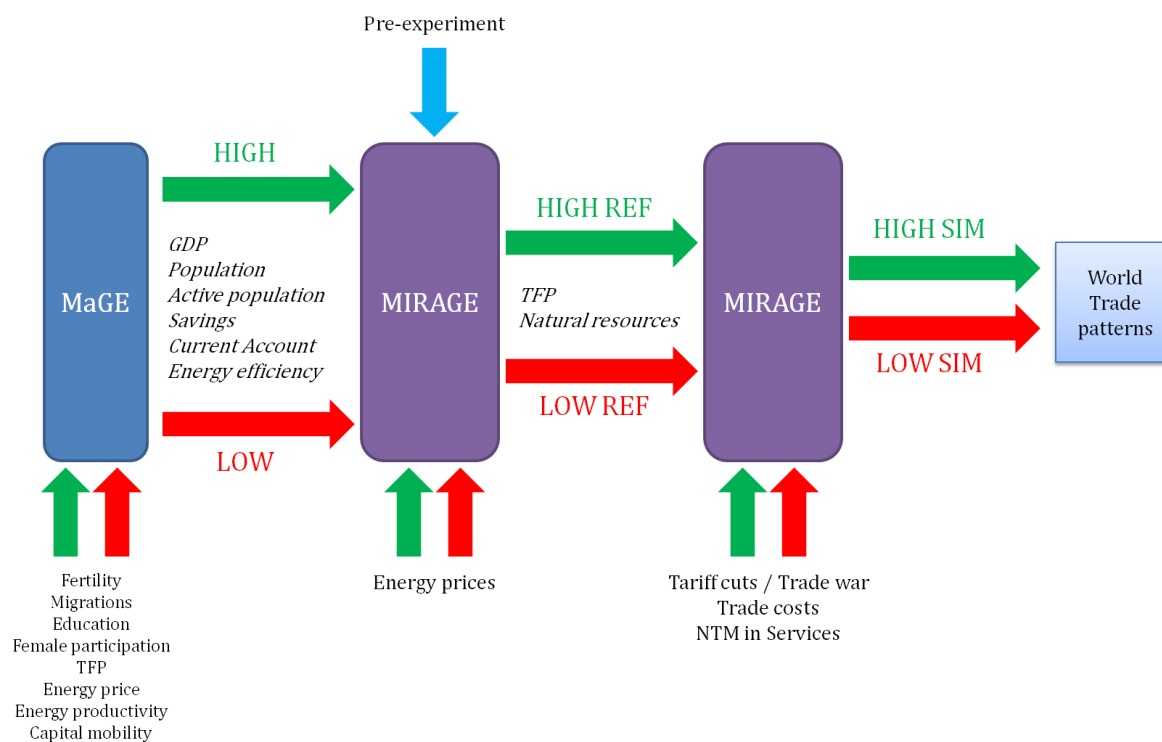 Pre-experiment
HIGH
HIGH REF
HIGH SIM
GDP
Population
Active population
Savings
Current Account
Energy efficiency
MaGE
MIRAGE
TFP
Natural resources
MIRAGE
World
Trade
patterns
LOW
LOW REF
LOW SIM
Fertility
Migrations
Education
Female participation
TFP
Energy price
Energy productivity
Capital mobility
Energy prices
Tariff cuts / Trade war
Trade costs
NTM in Services